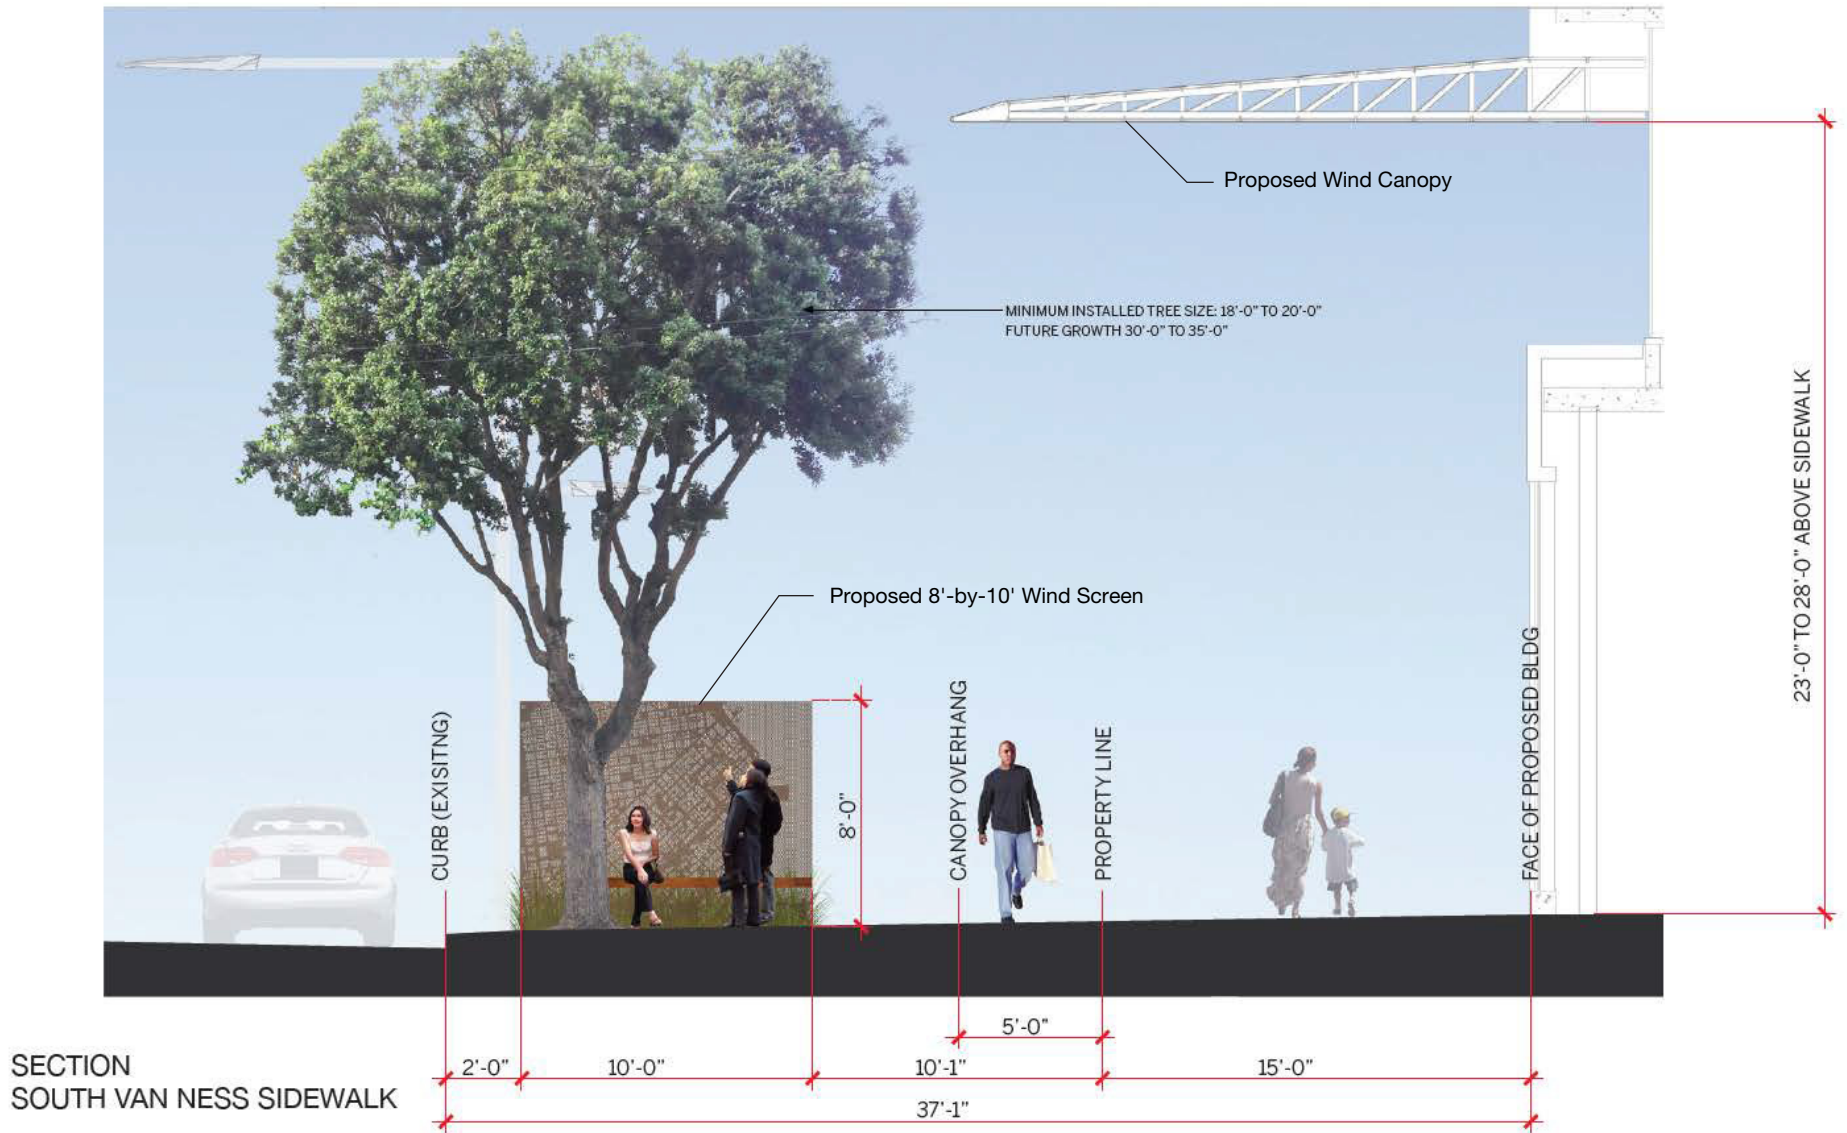 Proposed Wind Canopy
MINIMUM INSTALLED TREE SIZE: 18'-0" TO 20'-0"
FUTURE GROWTH 30'-0" TO 35'-0"
23'-0" TO 28'-0" ABOVE SIDEWALK
Proposed 8'-by-10' Wind Screen
CURB (EXISITNG)
8'-0"
CANOPY OVERHANG
PROPERTY LINE
FACE OF PROPOSED BLDG
5'-0"
2'-0"
10'-0"
10'-1"
15'-0"
37'-1"
SECTION
SOUTH VAN NESS SIDEWALK